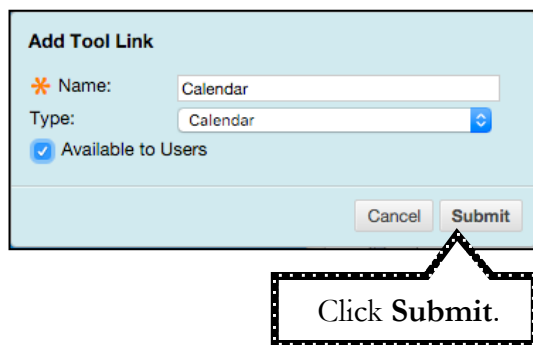 Add Tool Link
Name: Calendar
Type: Calendar
Available to Users
Cancel Submit
Click Submit.